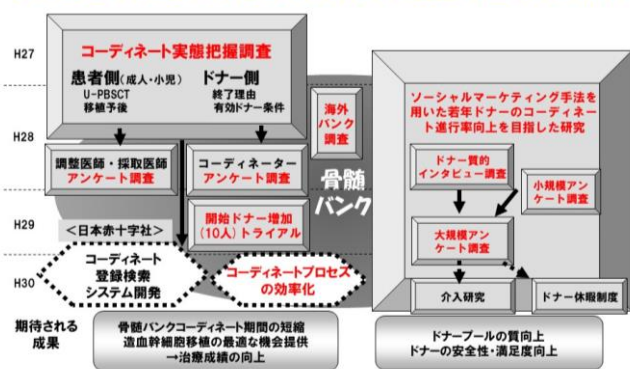 H27
コーディネート実態把握調査
患者側(成人・小児)
U-PBSCT
移植予後
ドナー側
終了理由
有効ドナー条件
H28
海外
バンク
調査
調整医師・採取医師
アンケート調査
コーディネーター
アンケート調査
骨髄
バンク
H29
<日本赤十字社>
開始ドナー増加
(10人)トライアル
H30
コーディネート
登録検索
システム開発
コーディネートプロセス
の効率化
ソーシャルマーケティング手法を
用いた若年ドナーのコーディネー
ト進行率向上を目指した研究
ドナー質的
インタビュー調査
小規模アン
ケート調査
大規模アン
ケート調査
介入研究
ドナー休暇制度
期待される
成果
骨髄バンクコーディネート期間の短縮
造血幹細胞移植の最適な機会提供
→治療成績の向上
ドナープールの質向上
ドナーの安全性・満足度向上